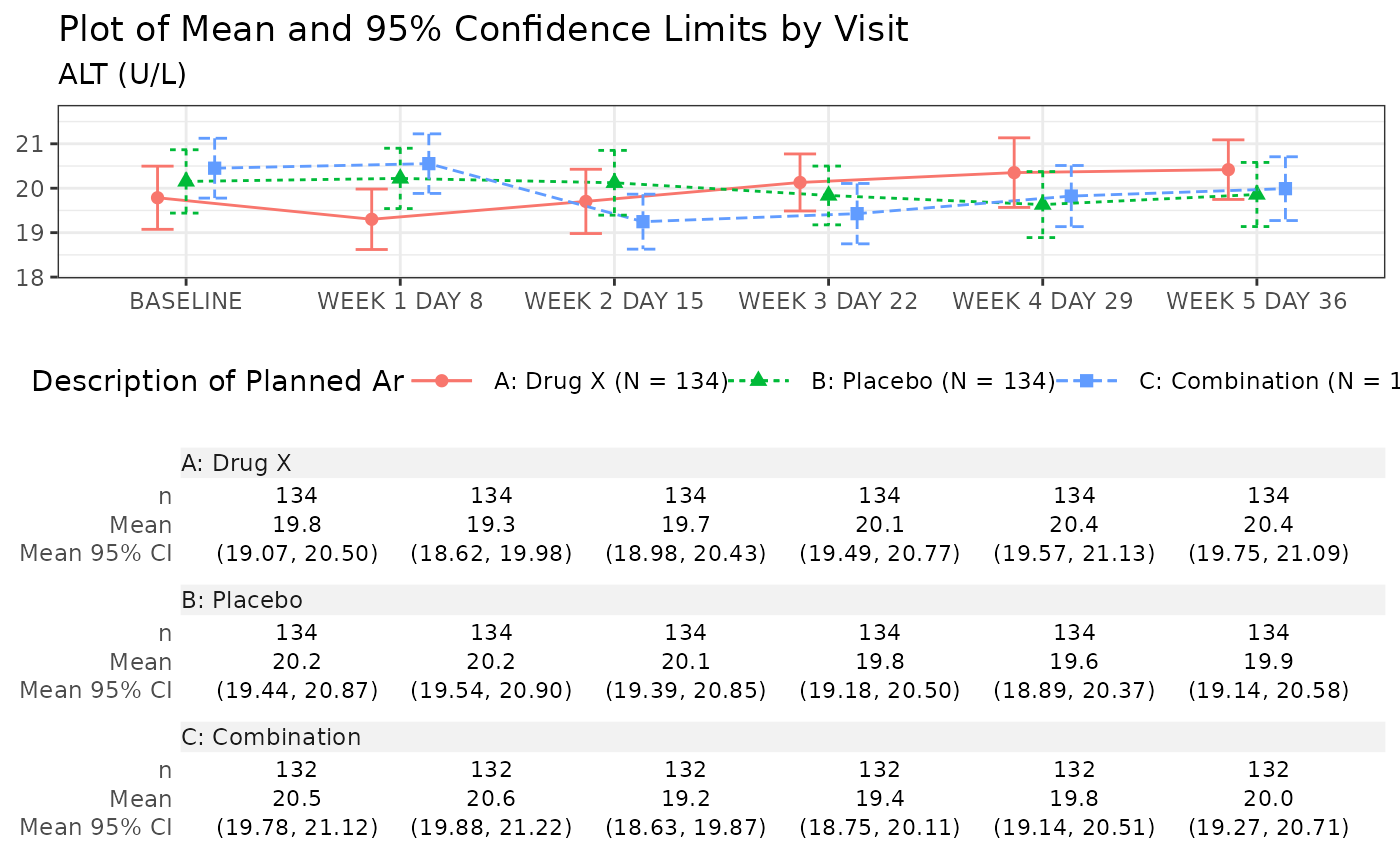 Plot of Mean and 95% Confidence Limits by Visit
ALT (U/L)
21
20
19
18
BASELINE WEEK 1 DAY 8 WEEK 2 DAY 15 WEEK 3 DAY 22 WEEK 4 DAY 29 WEEK 5 DAY 36
Description of Planned Ar A: Drug X (N = 134) B: Placebo (N = 134) C: Combination (N = 1
A: Drug X
n 134 134 134 134 134 134
Mean 19.8 19.3 19.7 20.1 20.4 20.4
Mean 95% CI (19.07, 20.50) (18.62, 19.98) (18.98, 20.43) (19.49, 20.77) (19.57, 21.13) (19.75, 21.09)
B: Placebo
n 134 134 134 134 134 134
Mean 20.2 20.2 20.1 19.8 19.6 19.9
Mean 95% CI (19.44, 20.87) (19.54, 20.90) (19.39, 20.85) (19.18, 20.50) (18.89, 20.37) (19.14, 20.58)
C: Combination
n 132 132 132 132 132 132
Mean 20.5 20.6 19.2 19.4 19.8 20.0
Mean 95% CI (19.78, 21.12) (19.88, 21.22) (18.63, 19.87) (18.75, 20.11) (19.14, 20.51) (19.27, 20.71)